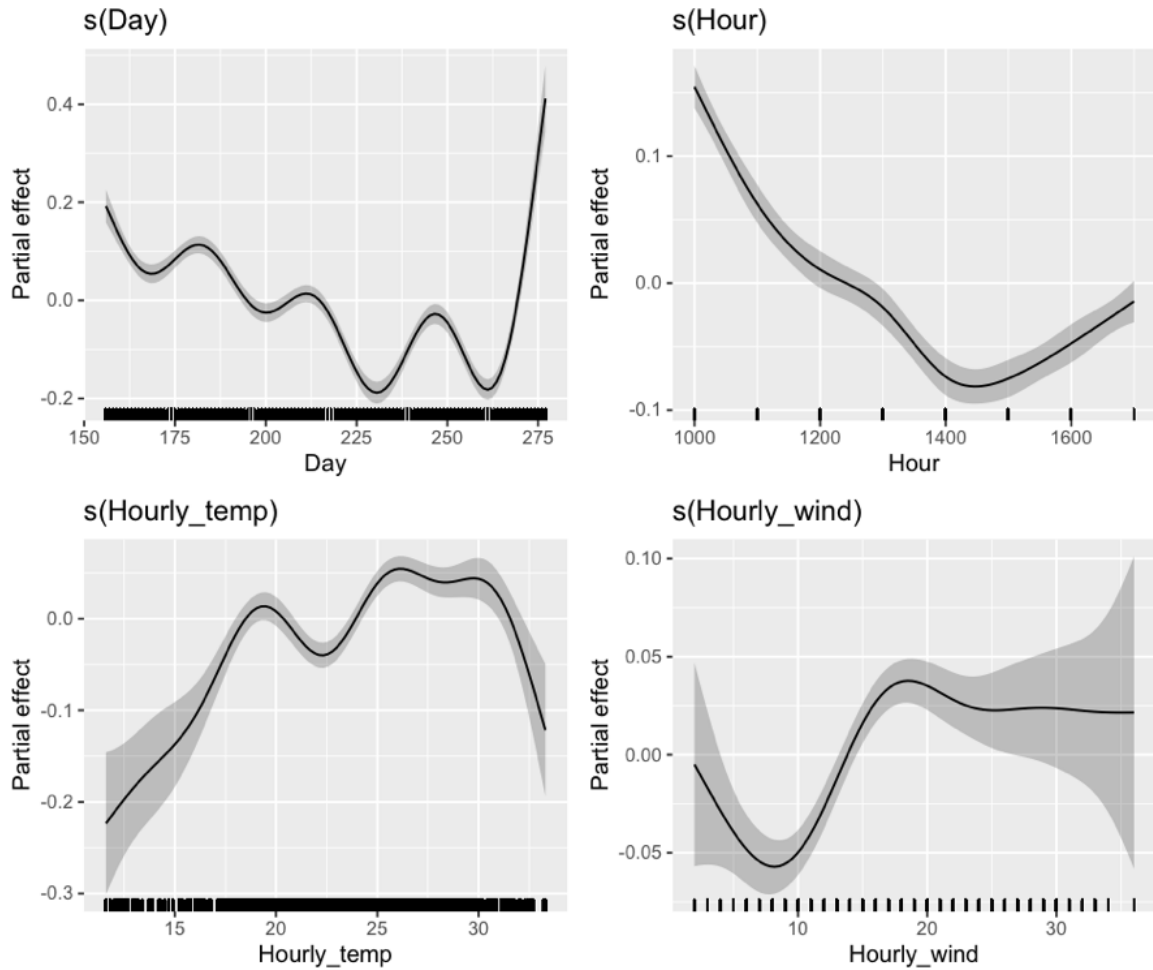 s(Day)
Partial effect
0.4
0.2
0.0
-0.2
150 175 200 225 250 275
Day
s(Hour)
Partial effect
0.1
0.0
-0.1
1000 1200 1400 1600
Hour
s(Hourly_temp)
Partial effect
0.0
-0.1
-0.2
-0.3
15 20 25 30
Hourly_temp
s(Hourly_wind)
Partial effect
0.10
0.05
0.00
-0.05
10 20 30
Hourly_wind